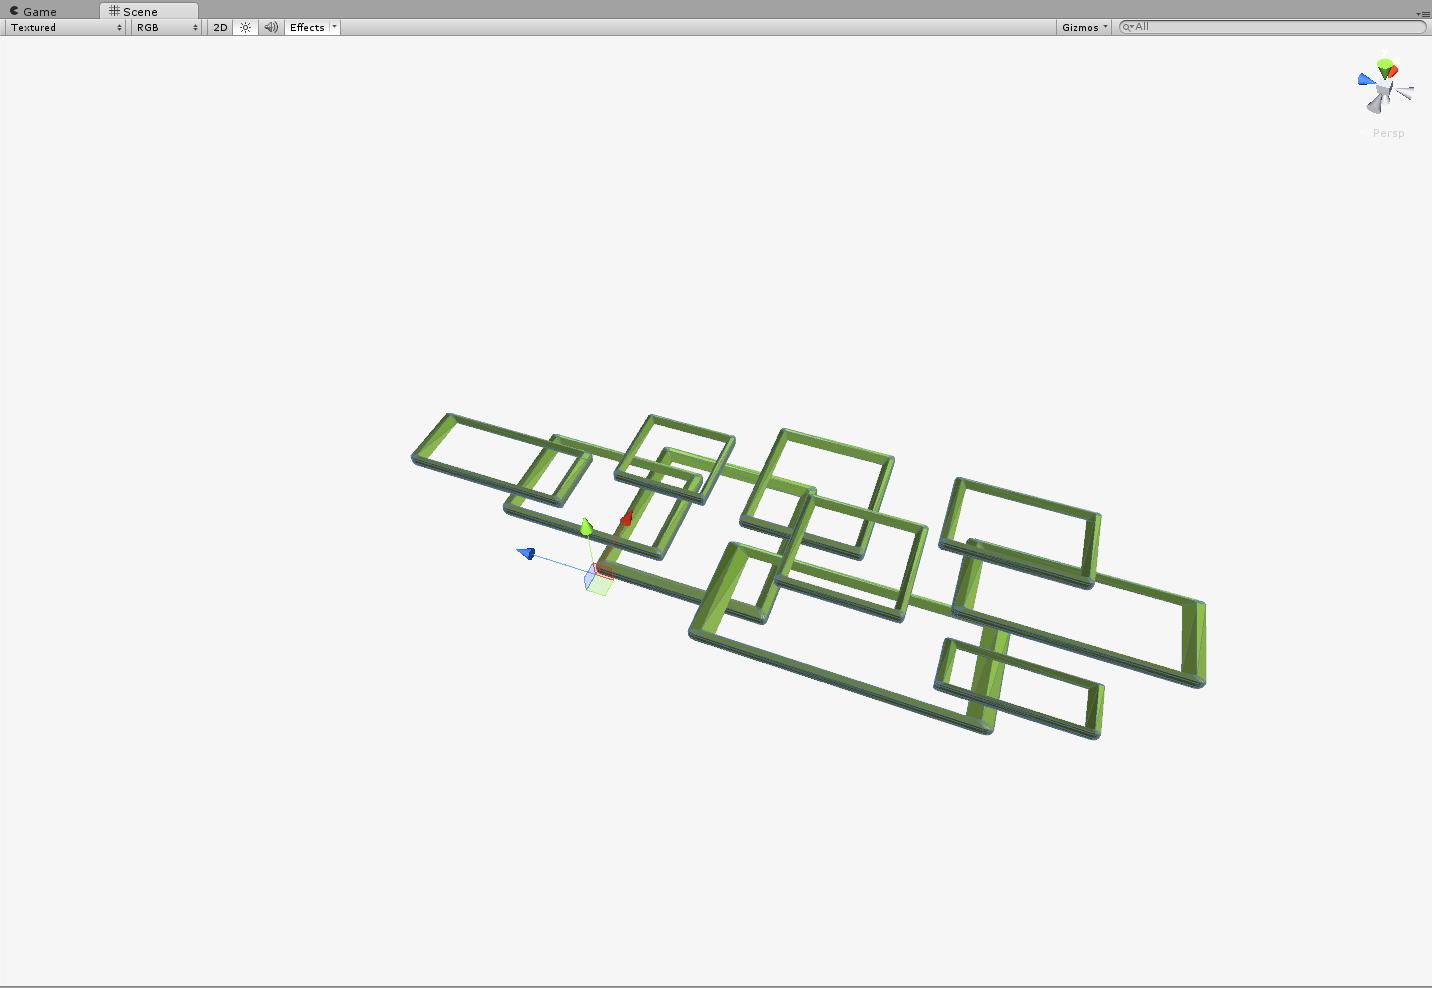 Game Scene
Textured RGB 2D Effects Gizmos All
y
Persp